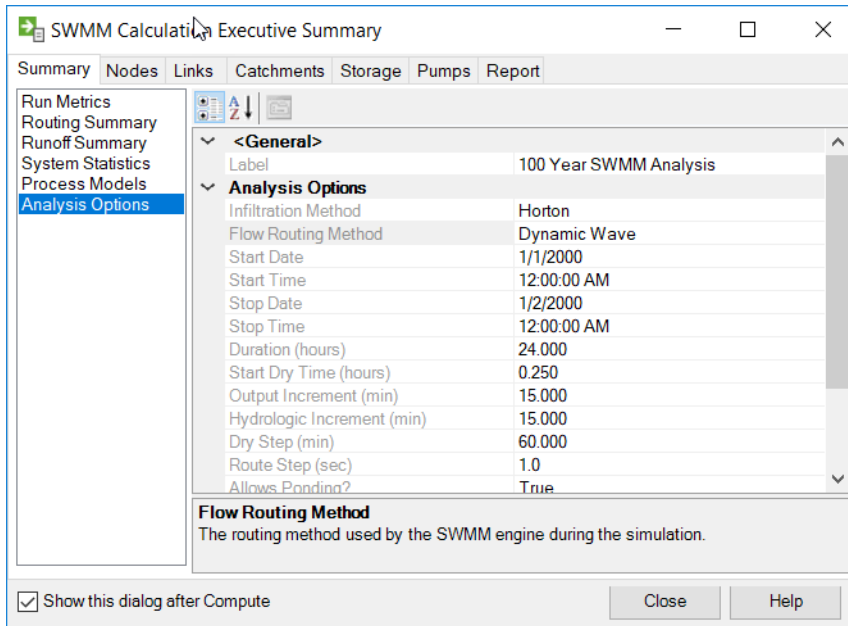 SWMM Calculation Executive Summary
Summary Nodes Links Catchments Storage Pumps Report
Run Metrics
Routing Summary
Runoff Summary
System Statistics
Process Models
Analysis Options
<General>
Label 100 Year SWMM Analysis
Analysis Options
Infiltration Method Horton
Flow Routing Method Dynamic Wave
Start Date 1/1/2000
Start Time 12:00:00 AM
Stop Date 1/2/2000
Stop Time 12:00:00 AM
Duration (hours) 24.000
Start Dry Time (hours) 0.250
Output Increment (min) 15.000
Hydrologic Increment (min) 15.000
Dry Step (min) 60.000
Route Step (sec) 1.0
Allows Ponding? True
Flow Routing Method
The routing method used by the SWMM engine during the simulation.
Show this dialog after Compute
Close Help